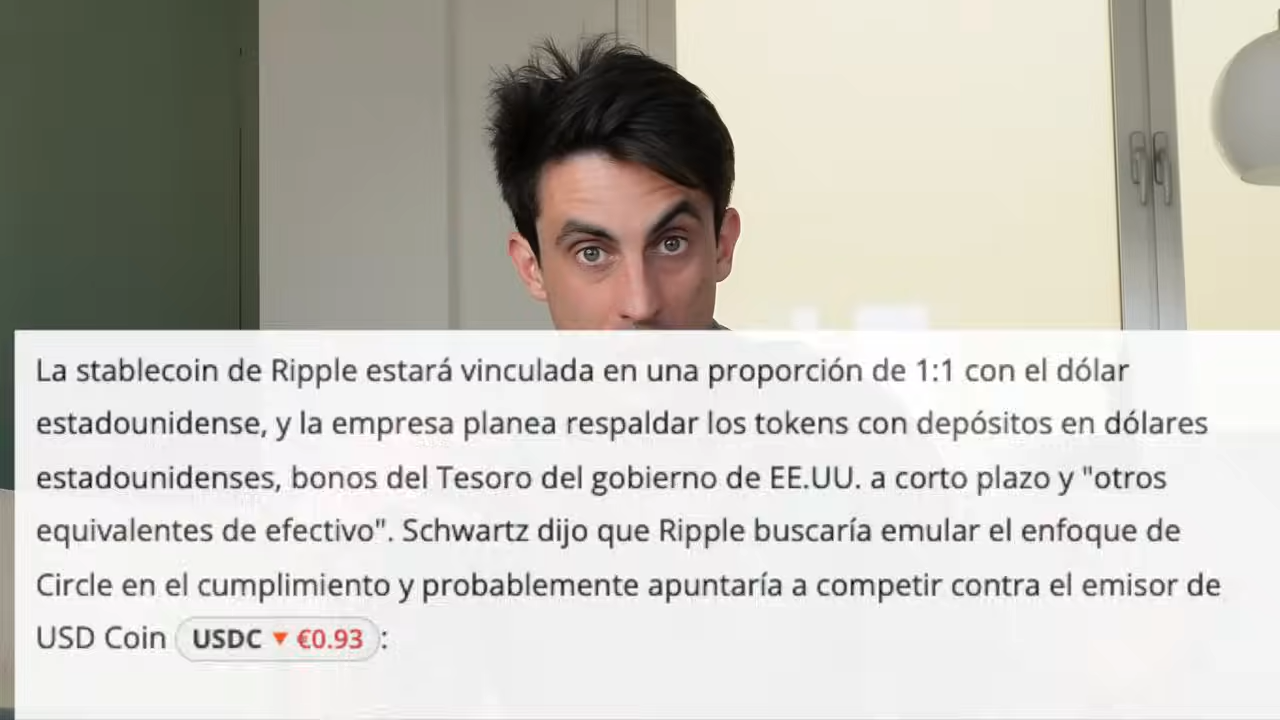 La stablecoin de Ripple estará vinculada en una proporción de 1:1 con el dólar
estadounidense, y la empresa planea respaldar los tokens con depósitos en dólares
estadounidenses, bonos del Tesoro del gobierno de EE.UU. a corto plazo y "otros
equivalentes de efectivo". Schwartz dijo que Ripple buscaría emular el enfoque de
Circle en el cumplimiento y probablemente apuntaría a competir contra el emisor de
USD Coin USDC ▼ €0.93 :